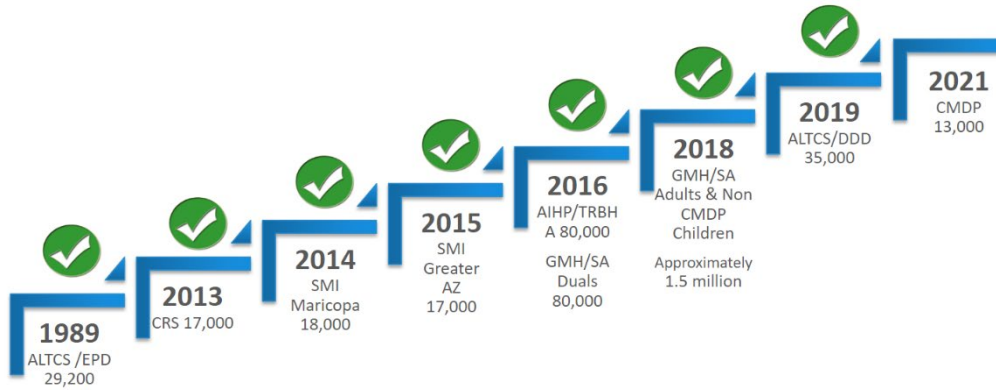 1989
ALTCS /EPD
29,200
2013
CRS 17,000
2014
SMI
Maricopa
18,000
2015
SMI
Greater
AZ
17,000
2016
AIHP/TRBH
A 80,000
GMH/SA
Duals
80,000
2018
GMH/SA
Adults & Non
CMDP
Children
Approximately
1.5 million
2019
ALTCS/DDD
35,000
2021
CMDP
13,000